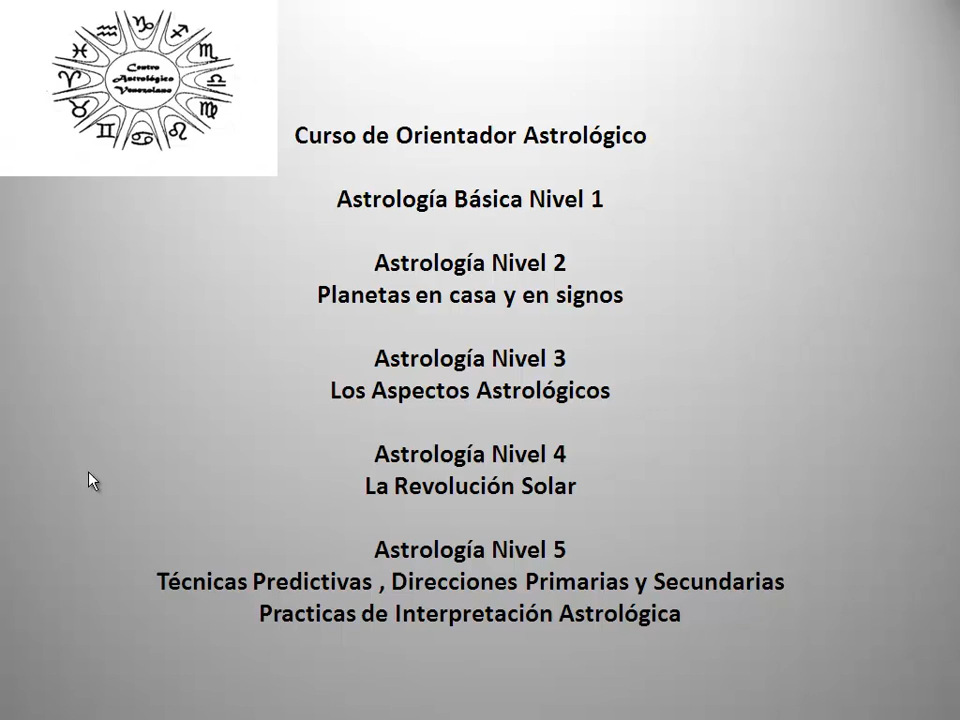 Centro
Astrológico
Venezolano
Curso de Orientador Astrológico
Astrología Básica Nivel 1
Astrología Nivel 2
Planetas en casa y en signos
Astrología Nivel 3
Los Aspectos Astrológicos
Astrología Nivel 4
La Revolución Solar
Astrología Nivel 5
Técnicas Predictivas , Direcciones Primarias y Secundarias
Practicas de Interpretación Astrológica